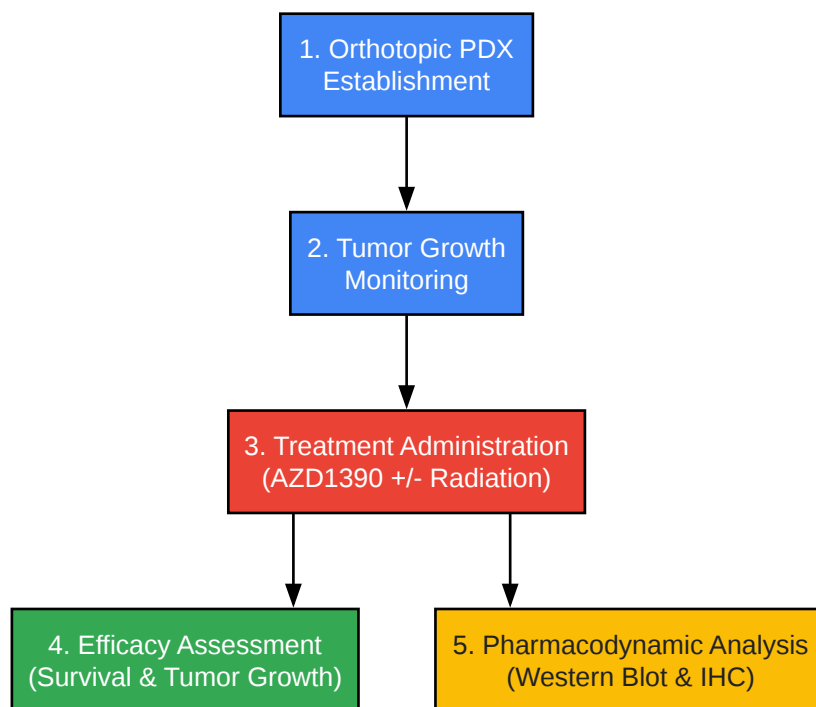 1. Orthotopic PDX
Establishment
2. Tumor Growth
Monitoring
3. Treatment Administration
(AZD1390 +/- Radiation)
4. Efficacy Assessment
(Survival & Tumor Growth)
5. Pharmacodynamic Analysis
(Western Blot & IHC)